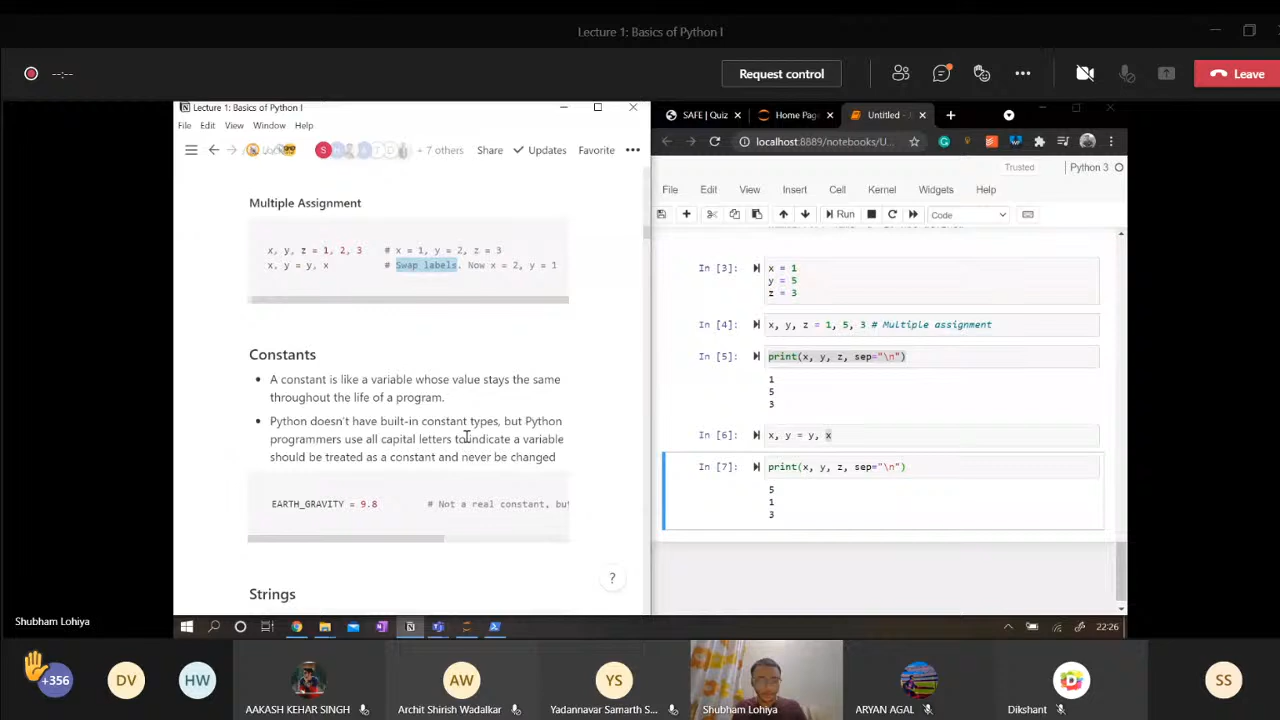 Lecture 1: Basics of Python I
--:--
Request control
Leave
Lecture 1: Basics of Python I
File Edit View Window Help
S
T
D
+ 7 others
Share
Updates
Favorite
Multiple Assignment
x, y, z = 1, 2, 3 # x = 1, y = 2, z = 3
x, y = y, x # Swap labels. Now x = 2, y = 1
Constants
A constant is like a variable whose value stays the same
throughout the life of a program.
Python doesn't have built-in constant types, but Python
programmers use all capital letters to indicate a variable
should be treated as a constant and never be changed
EARTH_GRAVITY = 9.8 # Not a real constant, but
Strings
?
SAFE | Quiz
Home Page
Untitled -
localhost:8889/notebooks/U...
Trusted
Python 3
File Edit View Insert Cell Kernel Widgets Help
Run
Code
In [3]: x = 1
y = 5
z = 3
In [4]: x, y, z = 1, 5, 3 # Multiple assignment
In [5]: print(x, y, z, sep="\n")
1
5
3
In [6]: x, y = y, x
In [7]: print(x, y, z, sep="\n")
5
1
3
22:26
Shubham Lohiya
+356
DV
HW
AAKASH KEHAR SINGH
AW
Archit Shirish Wadalkar
YS
Yadannavar Samarth S...
Shubham Lohiya
ARYAN AGAL
Dikshant
SS